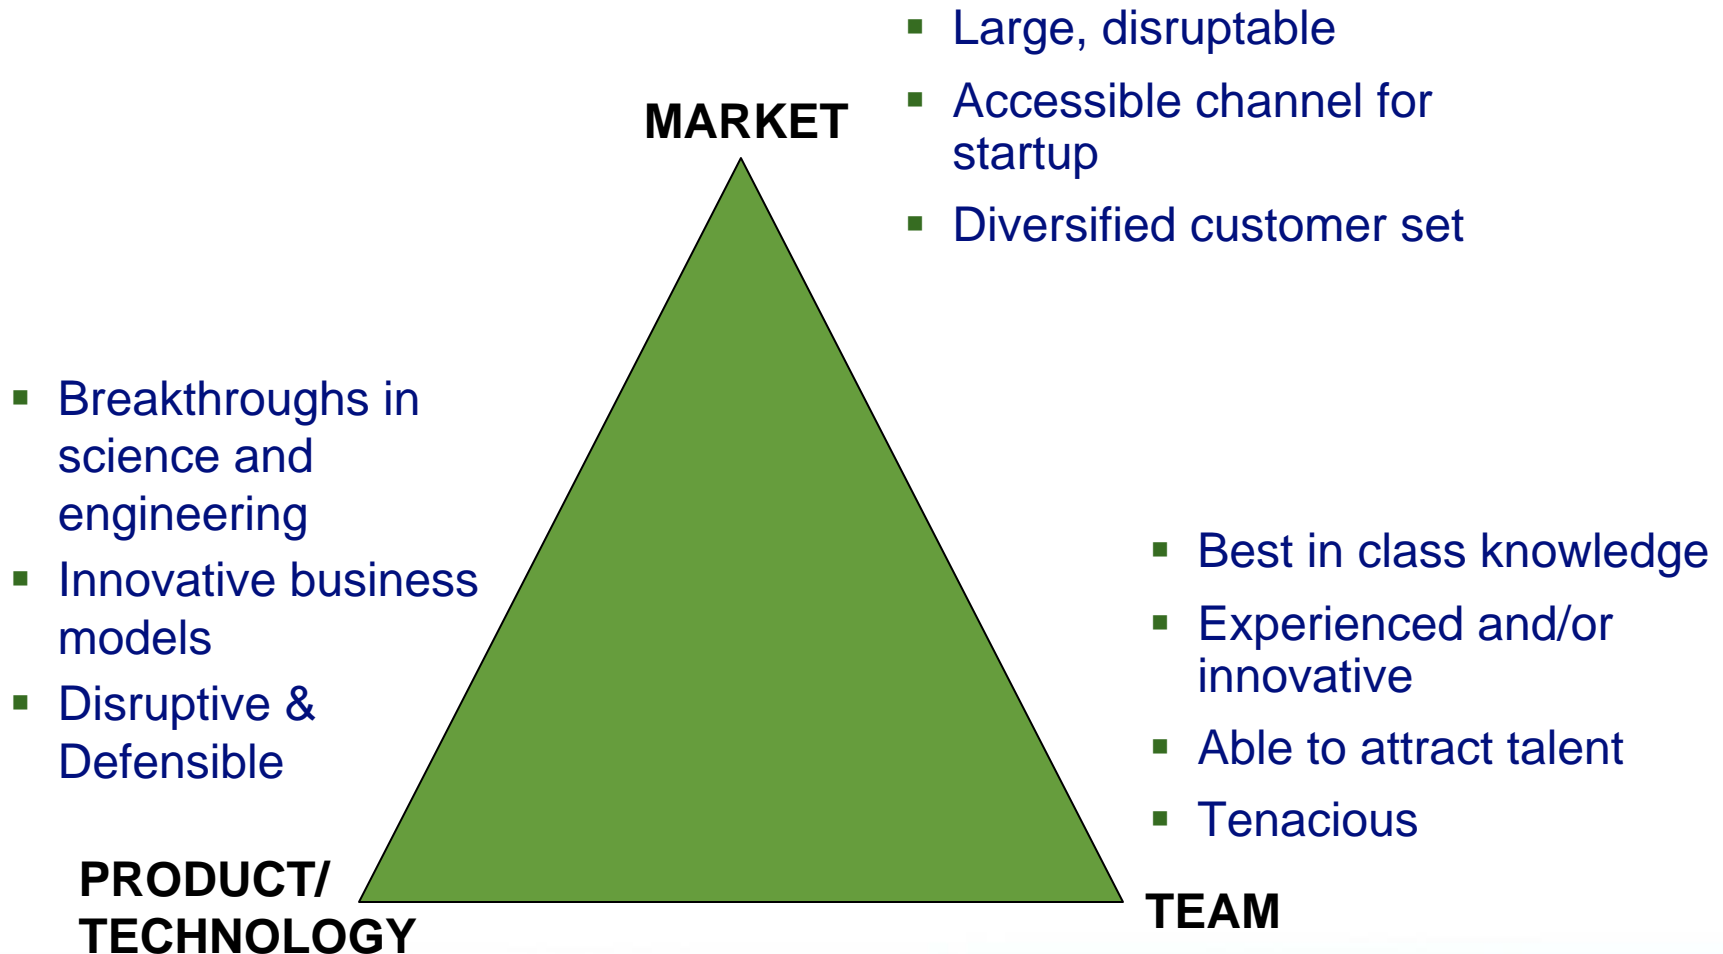 MARKET
▪ Large, disruptable
▪ Accessible channel for
startup
▪ Diversified customer set
▪ Breakthroughs in
science and
engineering
▪ Innovative business
models
▪ Disruptive &
Defensible
PRODUCT/
TECHNOLOGY
▪ Best in class knowledge
▪ Experienced and/or
innovative
▪ Able to attract talent
▪ Tenacious
TEAM